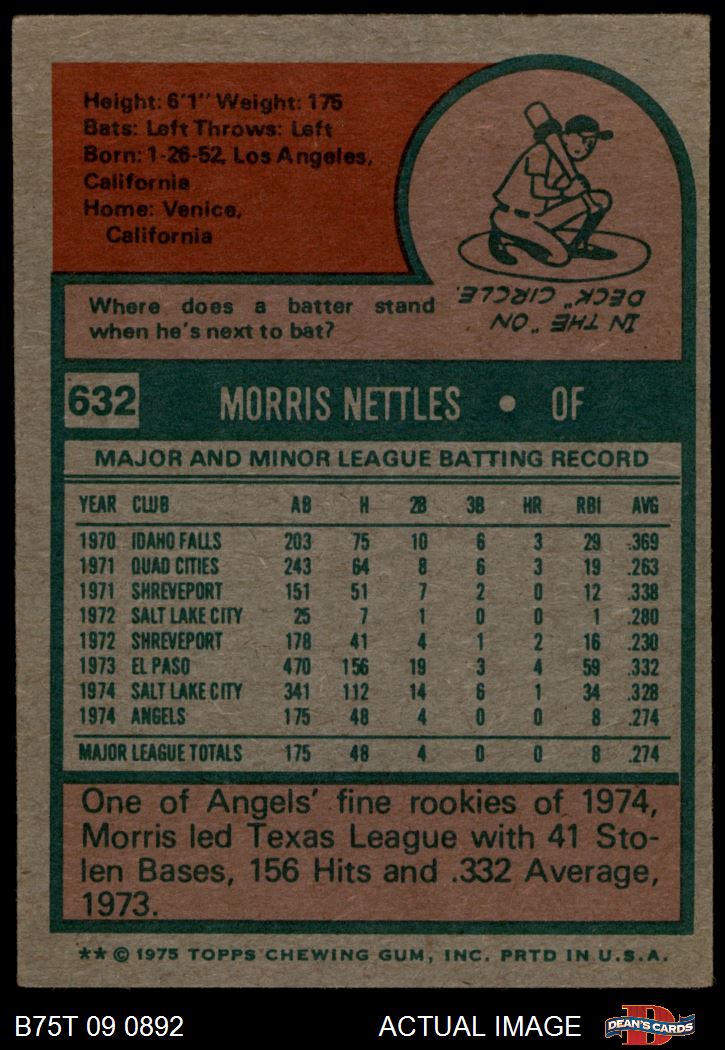 Height: 6'1" Weight: 175
Bats: Left Throws: Left
Born: 1-26-52, Los Angeles,
California
Home: Venice,
California
Where does a batter stand
when he's next to bat?
IN THE "ON
DECK" CIRCLE.
632 MORRIS NETTLES • OF
MAJOR AND MINOR LEAGUE BATTING RECORD
YEAR CLUB AB H 2B 3B HR RBI AVG
1970 IDAHO FALLS 203 75 10 6 3 29 .369
1971 QUAD CITIES 243 64 8 6 3 19 .263
1971 SHREVEPORT 151 51 7 2 0 12 .338
1972 SALT LAKE CITY 25 7 1 0 0 1 .280
1972 SHREVEPORT 178 41 4 1 2 16 .230
1973 EL PASO 470 156 19 3 4 59 .332
1974 SALT LAKE CITY 341 112 14 6 1 34 .328
1974 ANGELS 175 48 4 0 0 8 .274
MAJOR LEAGUE TOTALS 175 48 4 0 0 8 .274
One of Angels' fine rookies of 1974,
Morris led Texas League with 41 Sto-
len Bases, 156 Hits and .332 Average,
1973.
** © 1975 TOPPS CHEWING GUM, INC. PRTD IN U.S.A.
B75T 09 0892 ACTUAL IMAGE D DEAN'S CARDS